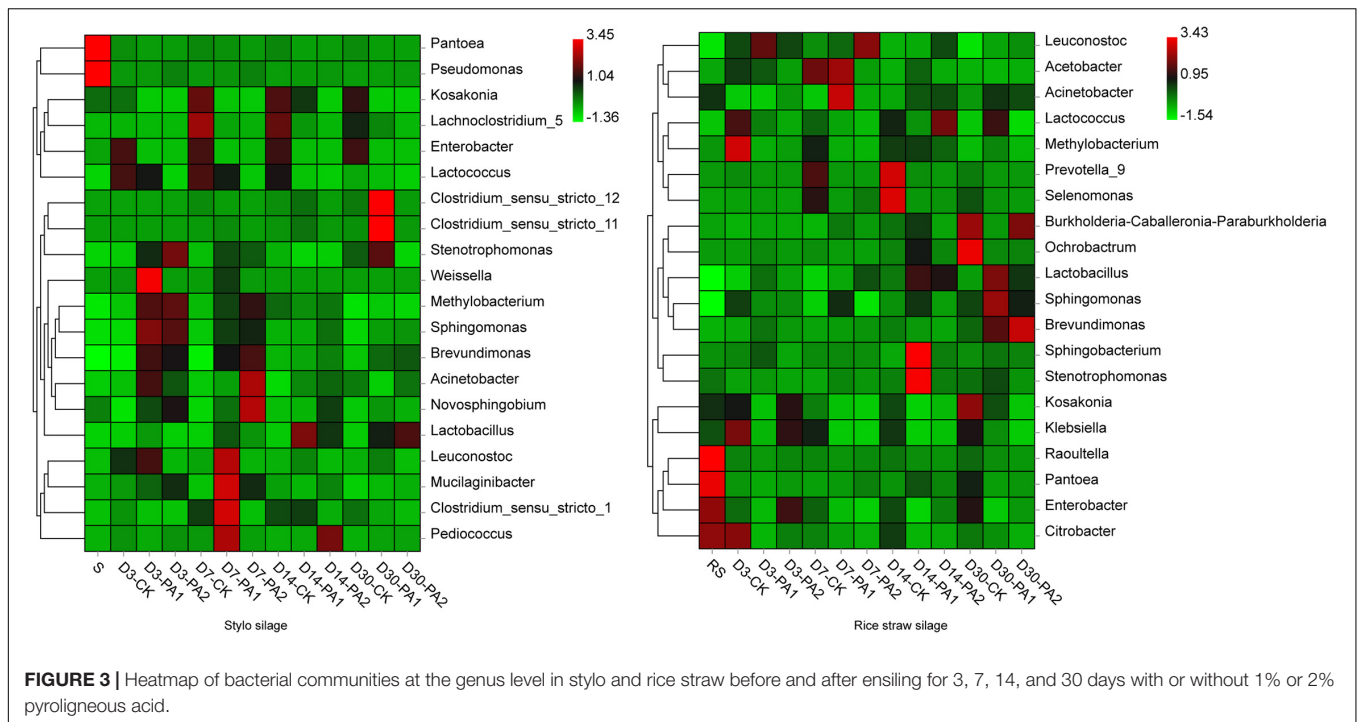 3.45
1.04
-1.36
Pantoea
Pseudomonas
Kosakonia
Lachnoclostridium_5
Enterobacter
Lactococcus
Clostridium_sensu_stricto_12
Clostridium_sensu_stricto_11
Stenotrophomonas
Weissella
Methylobacterium
Sphingomonas
Brevundimonas
Acinetobacter
Novosphingobium
Lactobacillus
Leuconostoc
Mucilaginibacter
Clostridium_sensu_stricto_1
Pediococcus
S
D3-CK
D3-PA1
D3-PA2
D7-CK
D7-PA1
D7-PA2
D14-CK
D14-PA1
D14-PA2
D30-CK
D30-PA1
D30-PA2
Stylo silage
3.43
0.95
-1.54
Leuconostoc
Acetobacter
Acinetobacter
Lactococcus
Methylobacterium
Prevotella_9
Selenomonas
Burkholderia-Caballeronia-Paraburkholderia
Ochrobactrum
Lactobacillus
Sphingomonas
Brevundimonas
Sphingobacterium
Stenotrophomonas
Kosakonia
Klebsiella
Raoultella
Pantoea
Enterobacter
Citrobacter
RS
D3-CK
D3-PA1
D3-PA2
D7-CK
D7-PA1
D7-PA2
D14-CK
D14-PA1
D14-PA2
D30-CK
D30-PA1
D30-PA2
Rice straw silage
FIGURE 3 | Heatmap of bacterial communities at the genus level in stylo and rice straw before and after ensiling for 3, 7, 14, and 30 days with or without 1% or 2%
pyroligneous acid.